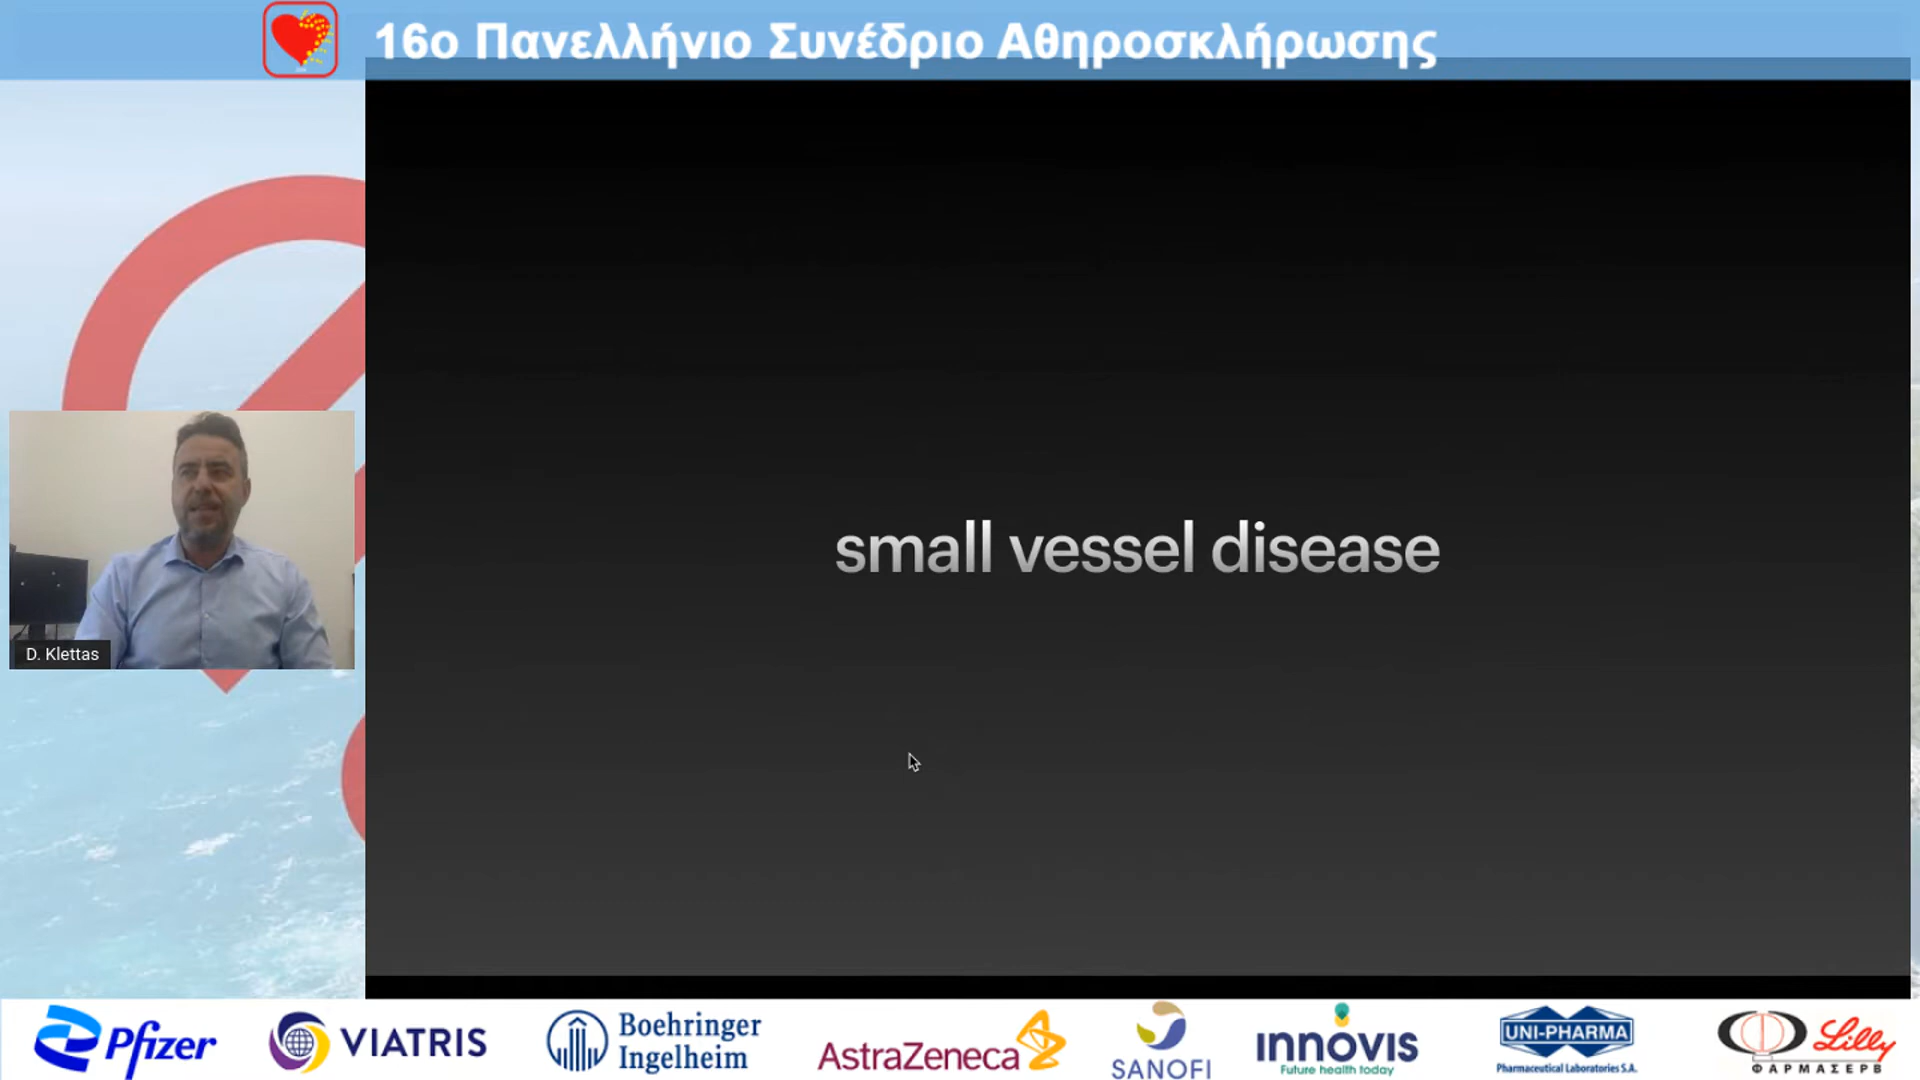 16ο Πανελλήνιο Συνέδριο Αθηροσκλήρωσης
small vessel disease
D. Klettas
Pfizer
VIATRIS
Boehringer
Ingelheim
AstraZeneca
SANOFI
INNOVIS
Future health today
UNI-PHARMA
Pharmaceutical Laboratories S.A.
Lilly
ΦΑΡΜΑΣΕΡΒ